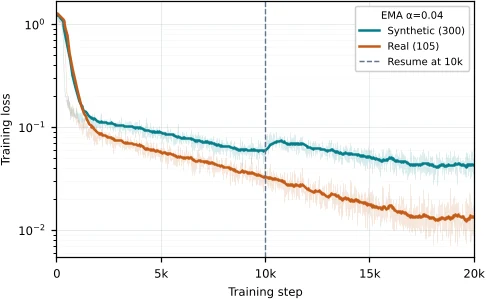 EMA α=0.04
Synthetic (300)
Real (105)
Resume at 10k
Training loss
10⁰
10⁻¹
10⁻²
0 5k 10k 15k 20k
Training step